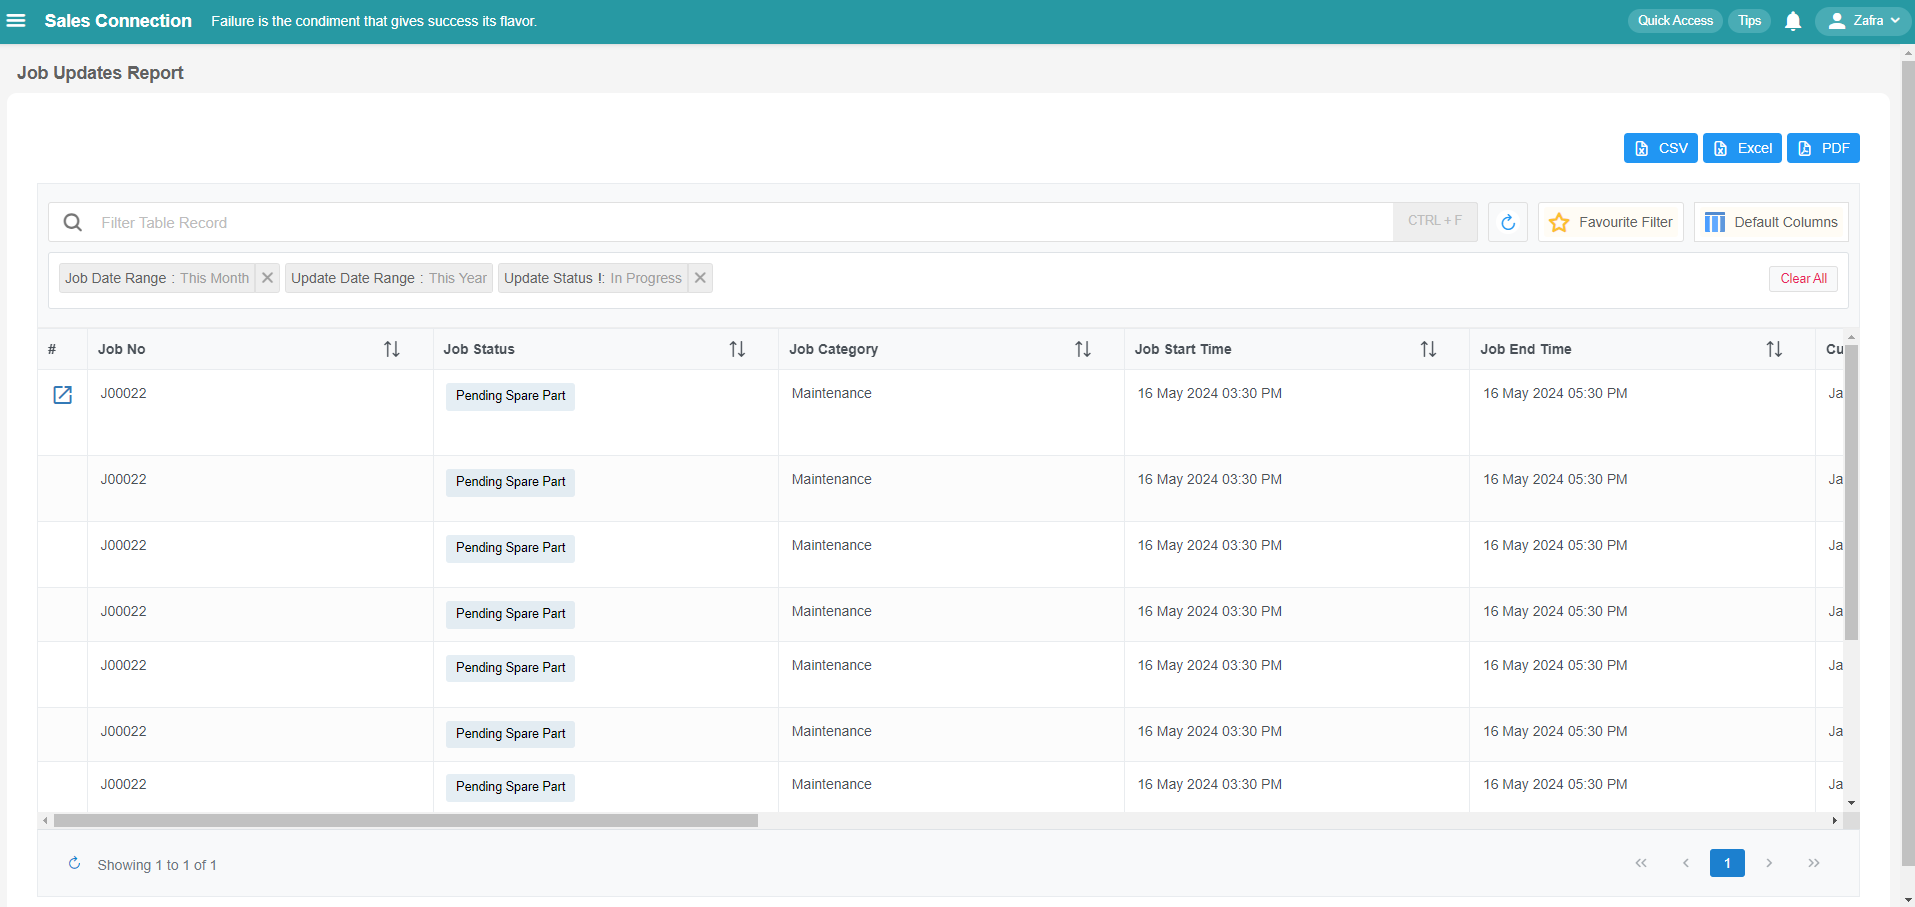 Sales Connection Failure is the condiment that gives success its flavor. Quick Access Tips Zafra
Job Updates Report
CSV Excel PDF
Filter Table Record CTRL + F Favourite Filter Default Columns
Job Date Range : This Month Update Date Range : This Year Update Status !: In Progress Clear All
# Job No Job Status Job Category Job Start Time Job End Time Cu
J00022 Pending Spare Part Maintenance 16 May 2024 03:30 PM 16 May 2024 05:30 PM Ja
J00022 Pending Spare Part Maintenance 16 May 2024 03:30 PM 16 May 2024 05:30 PM Ja
J00022 Pending Spare Part Maintenance 16 May 2024 03:30 PM 16 May 2024 05:30 PM Ja
J00022 Pending Spare Part Maintenance 16 May 2024 03:30 PM 16 May 2024 05:30 PM Ja
J00022 Pending Spare Part Maintenance 16 May 2024 03:30 PM 16 May 2024 05:30 PM Ja
J00022 Pending Spare Part Maintenance 16 May 2024 03:30 PM 16 May 2024 05:30 PM Ja
J00022 Pending Spare Part Maintenance 16 May 2024 03:30 PM 16 May 2024 05:30 PM Ja
Showing 1 to 1 of 1 « ‹ 1 › »